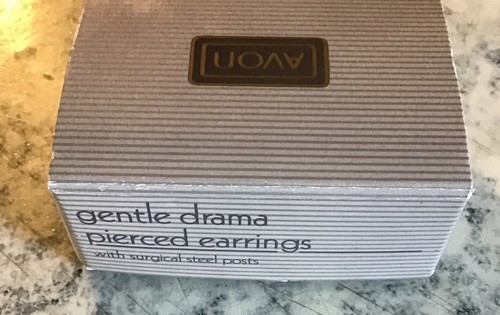 AVON
gentle drama
pierced earrings
with surgical steel posts